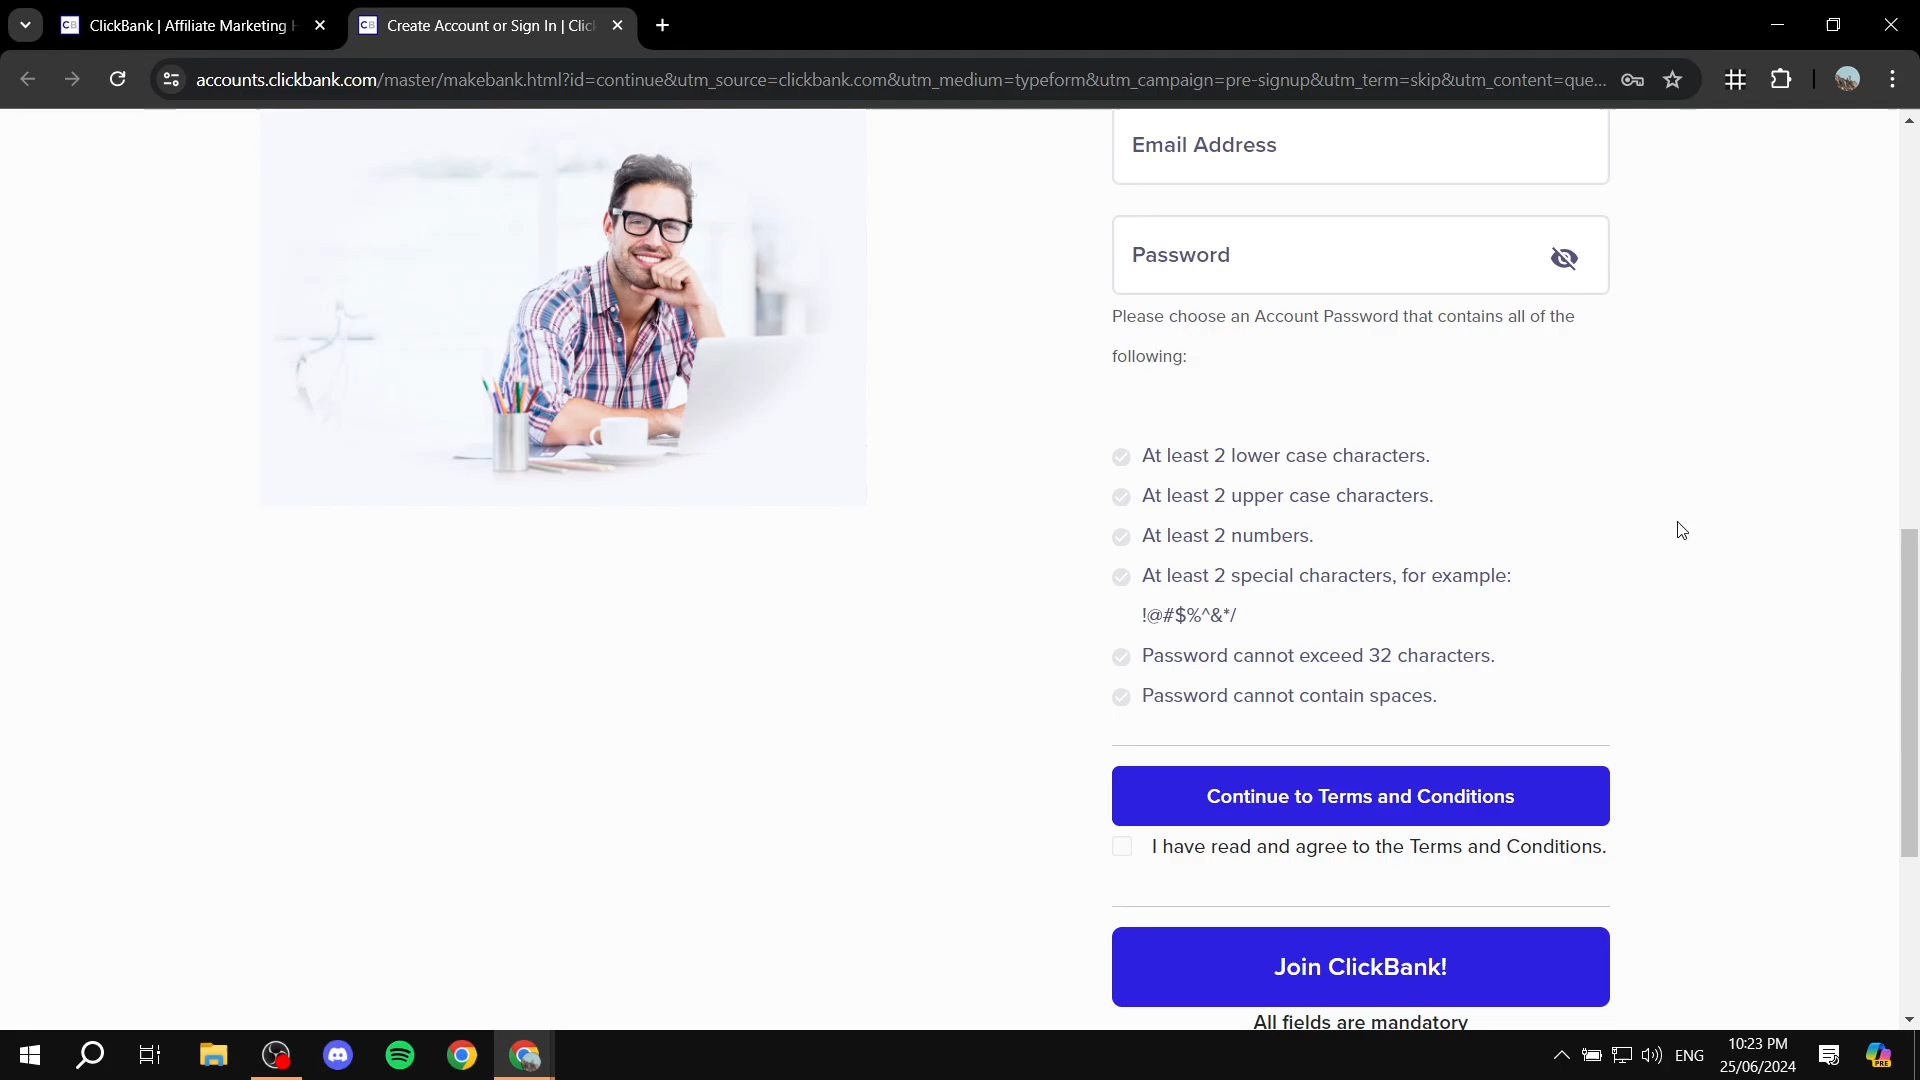 CB ClickBank | Affiliate Marketing
CB Create Account or Sign In | Clic
accounts.clickbank.com/master/makebank.html?id=continue&utm_source=clickbank.com&utm_medium=typeform&utm_campaign=pre-signup&utm_term=skip&utm_content=que...
Email Address
Password
Please choose an Account Password that contains all of the
following:
At least 2 lower case characters.
At least 2 upper case characters.
At least 2 numbers.
At least 2 special characters, for example:
!@#$%^&*/
Password cannot exceed 32 characters.
Password cannot contain spaces.
Continue to Terms and Conditions
I have read and agree to the Terms and Conditions.
Join ClickBank!
All fields are mandatory
ENG
10:23 PM
25/06/2024
PRE